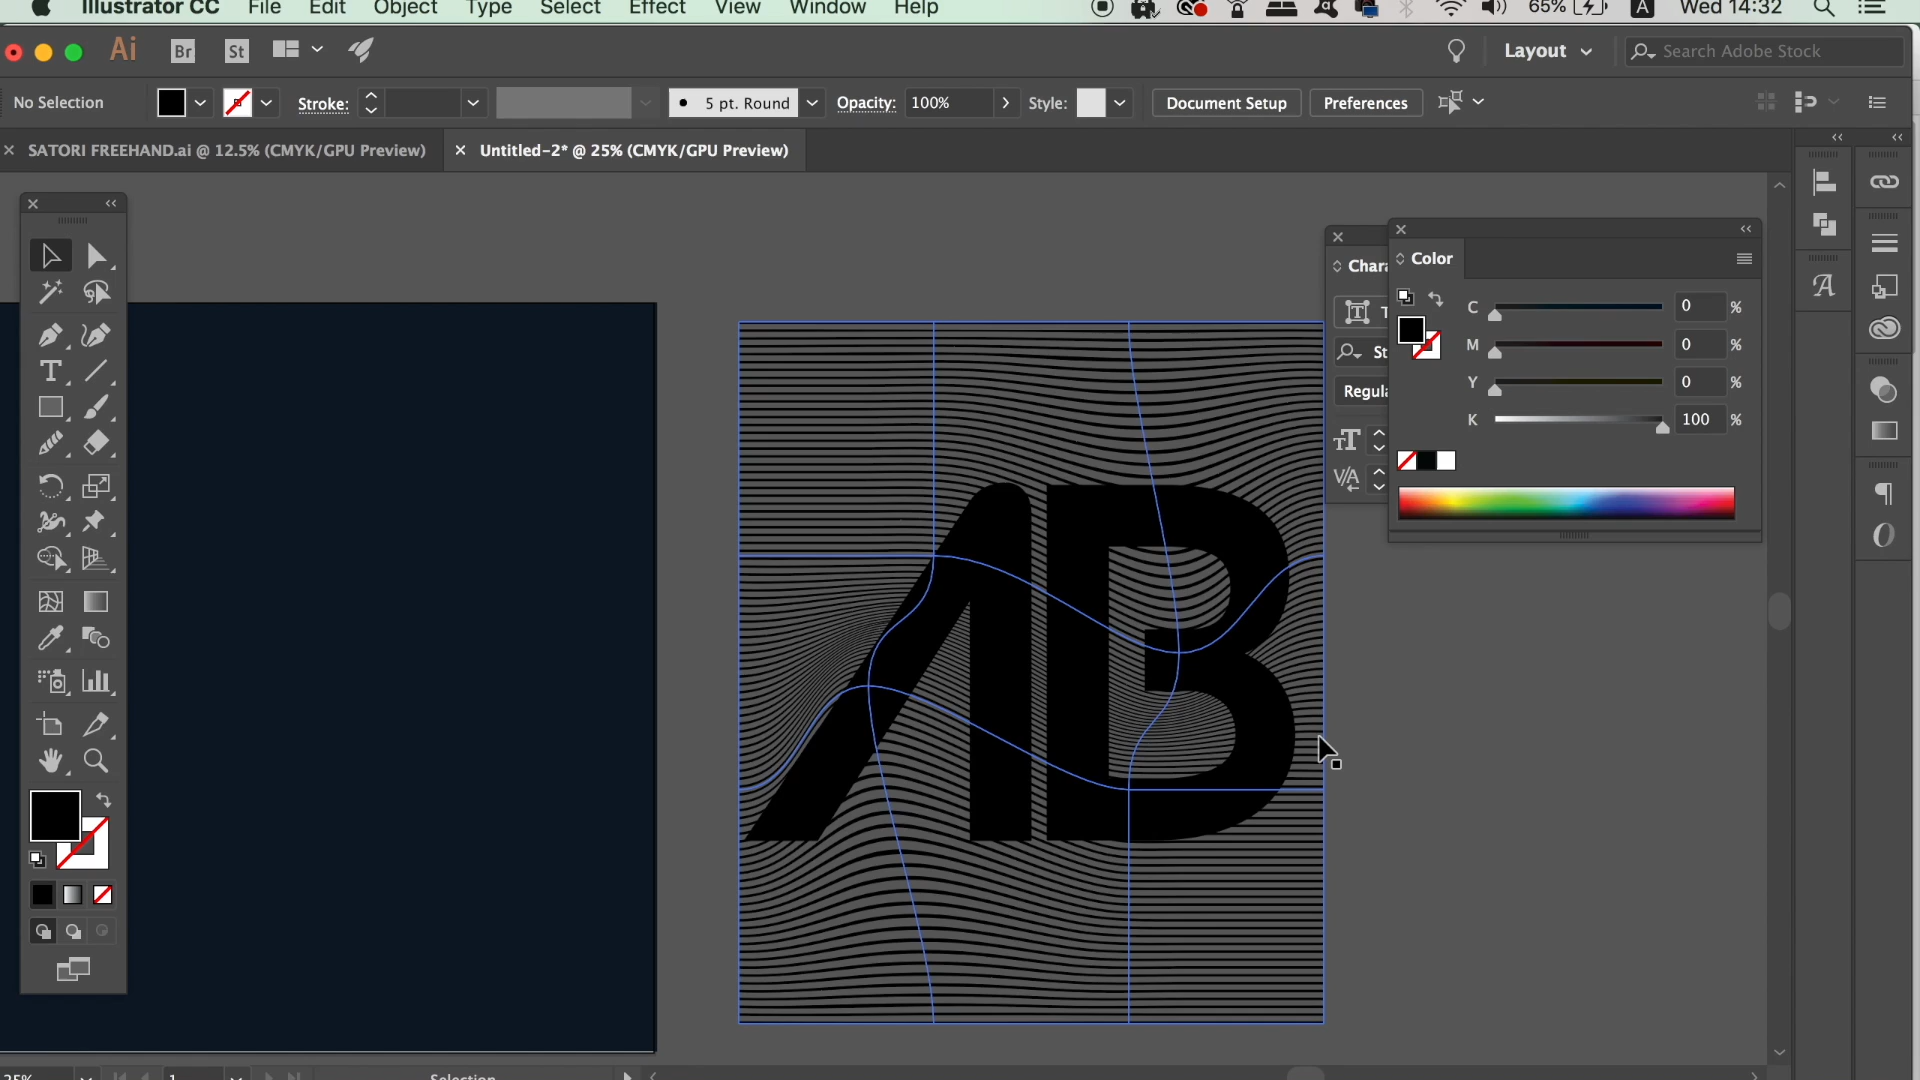 Illustrator CC File Edit Object Type Select Effect View Window Help 65% A Wed 14:32
Ai Br St Layout Search Adobe Stock
No Selection Stroke: 5 pt. Round Opacity: 100% Style: Document Setup Preferences
SATORI FREEHAND.ai @ 12.5% (CMYK/GPU Preview) Untitled-2* @ 25% (CMYK/GPU Preview)
Color
C 0 %
M 0 %
Y 0 %
K 100 %
Regula
AB
25% 1 Selection